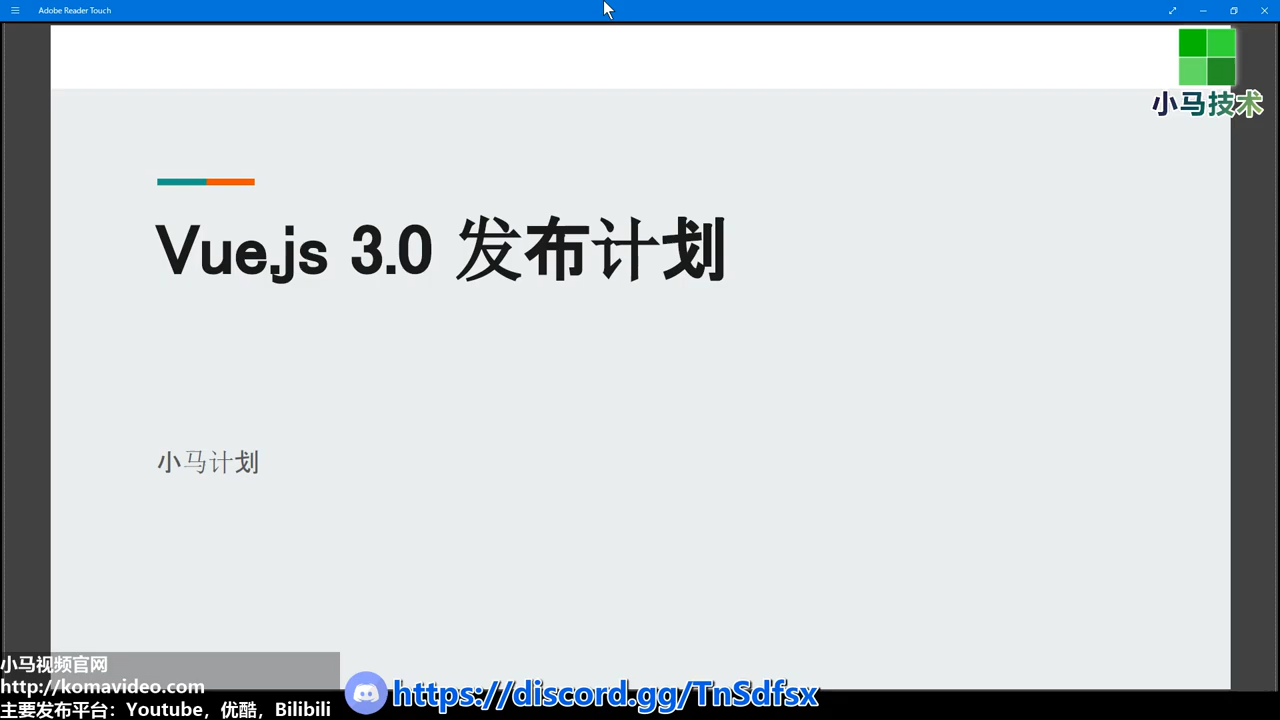 Adobe Reader Touch
小马技术
Vue.js 3.0 发布计划
小马计划
小马视频官网
http://komavideo.com
主要发布平台：Youtube，优酷，Bilibili
https://discord.gg/TnSdfsx